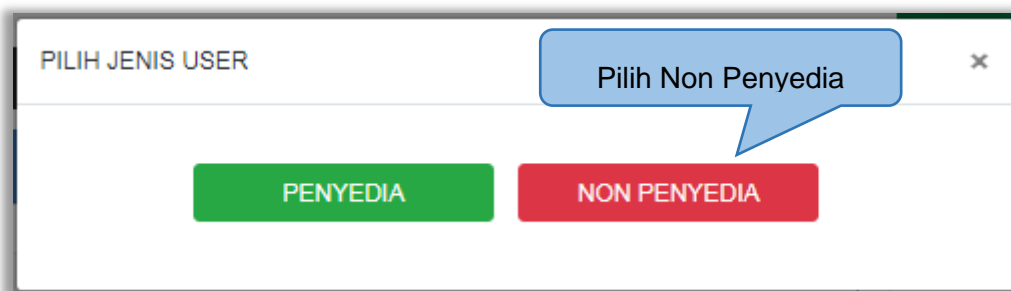 PILIH JENIS USER
Pilih Non Penyedia
×
PENYEDIA
NON PENYEDIA